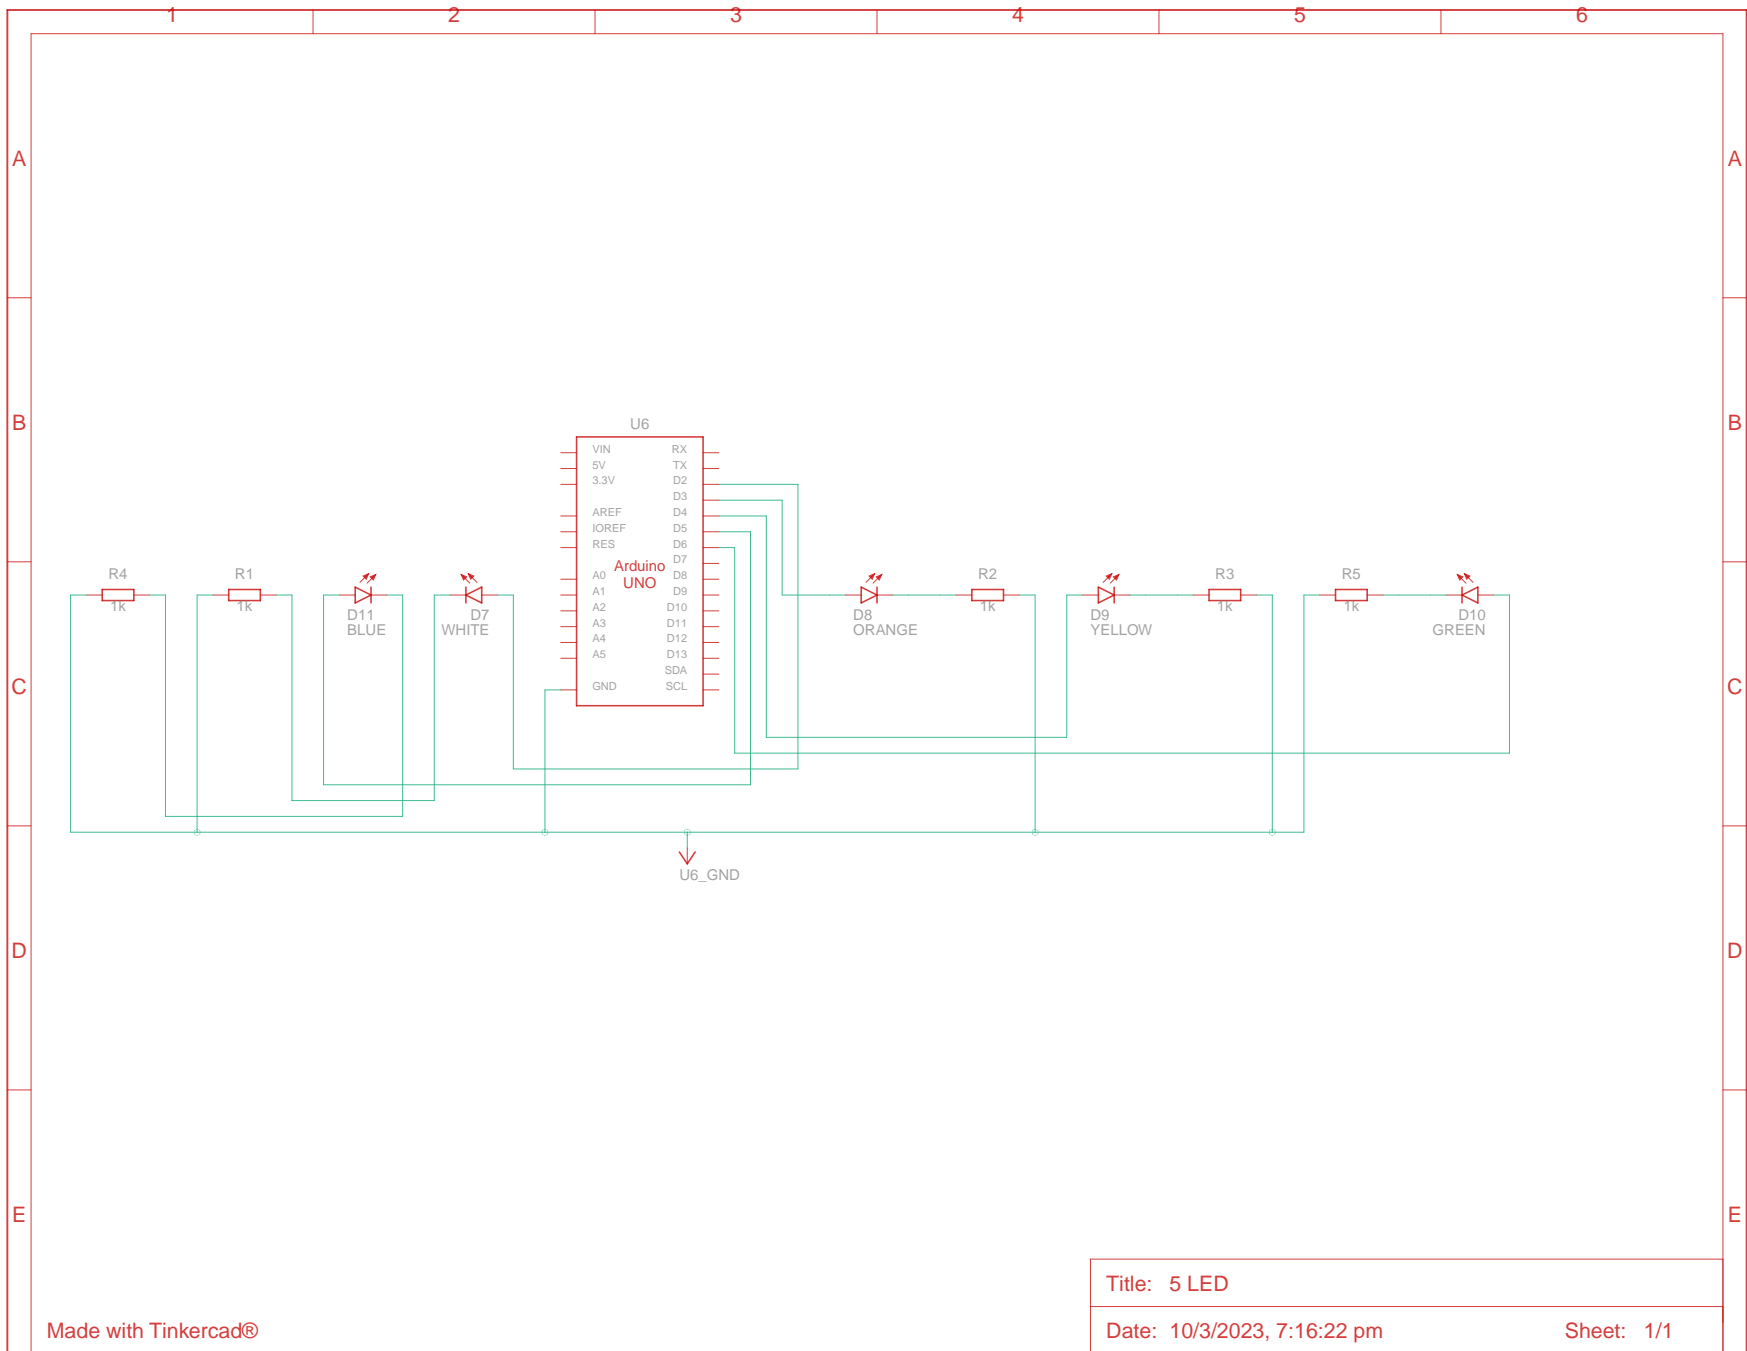 1 2 3 4 5 6
A A
B B
U6
VIN RX
5V TX
3.3V D2
D3
AREF D4
IOREF D5
RES D6
D7
Arduino
UNO
A0 D8
A1 D9
A2 D10
A3 D11
A4 D12
A5 D13
SDA
GND SCL
R4
1k
R1
1k
D11
BLUE
D7
WHITE
D8
ORANGE
R2
1k
D9
YELLOW
R3
1k
R5
1k
D10
GREEN
C C
U6_GND
D D
E E
Title: 5 LED
Made with Tinkercad®
Date: 10/3/2023, 7:16:22 pm Sheet: 1/1